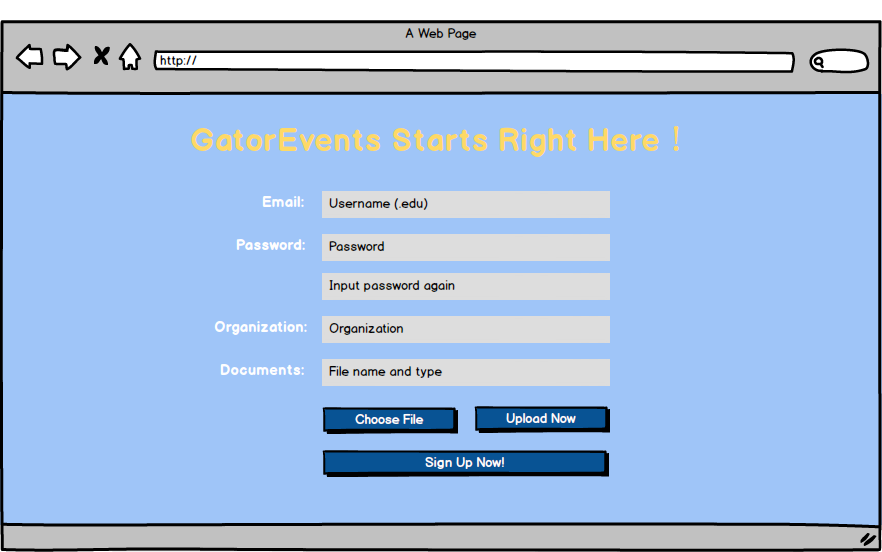 A Web Page
http://
GatorEvents Starts Right Here !
Email: Username (.edu)
Password: Password
Input password again
Organization: Organization
Documents: File name and type
Choose File Upload Now
Sign Up Now!